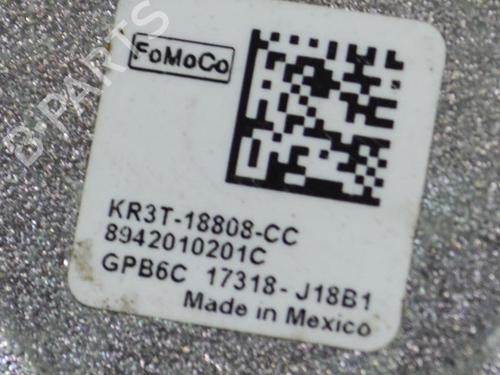 FoMoCo
KR3T-18808-CC
8942010201C
GPB6C 17318- J18B1
Made in Mexico
B-PARTS